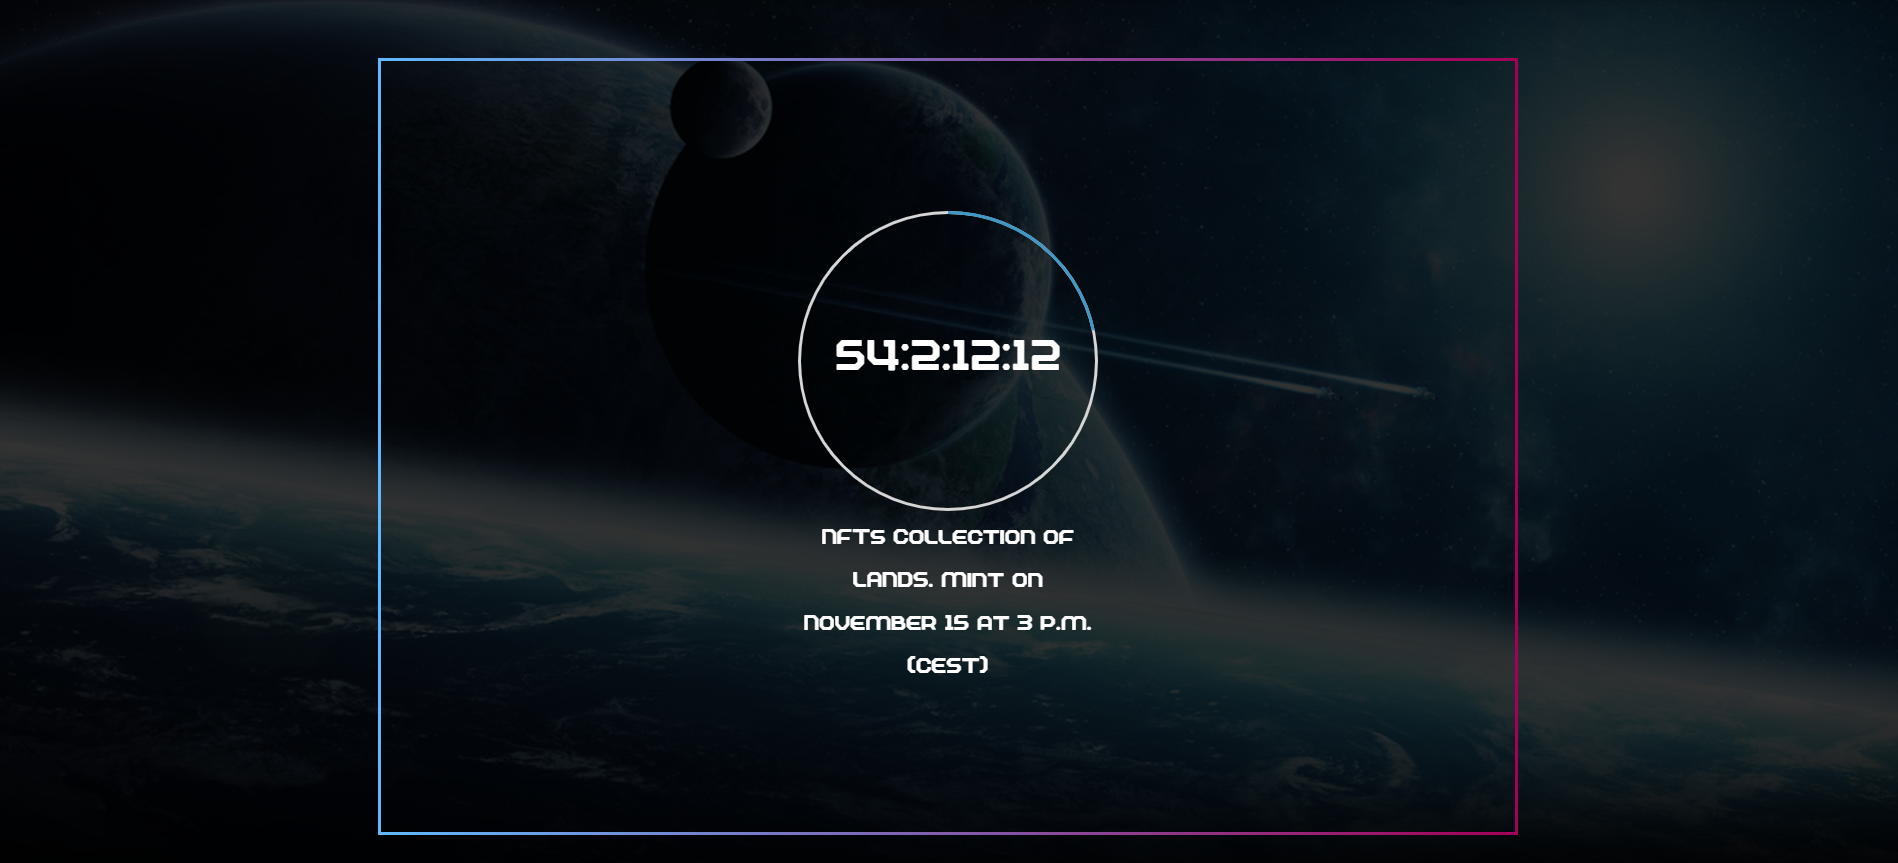 54:2:12:12
NFTS COLLECTION OF
LANDS. MINT ON
NOVEMBER 15 AT 3 P.M.
(CEST)